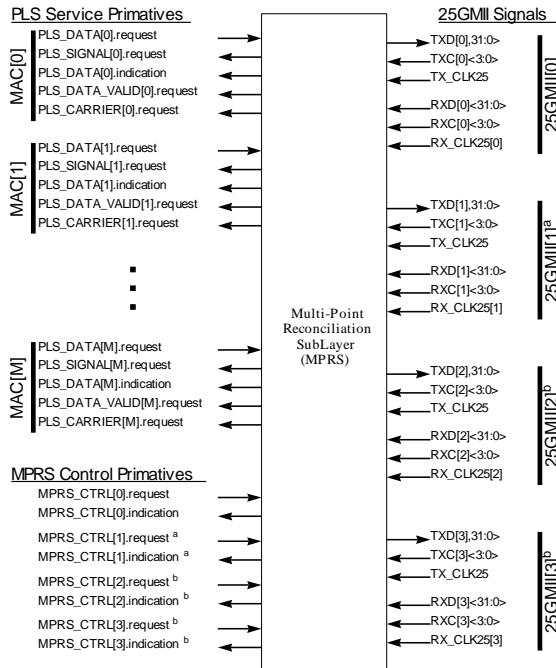 PLS Service Primatives
MAC[0]
PLS_DATA[0].request
PLS_SIGNAL[0].request
PLS_DATA[0].indication
PLS_DATA_VALID[0].request
PLS_CARRIER[0].request
MAC[1]
PLS_DATA[1].request
PLS_SIGNAL[1].request
PLS_DATA[1].indication
PLS_DATA_VALID[1].request
PLS_CARRIER[1].request
MAC[M]
PLS_DATA[M].request
PLS_SIGNAL[M].request
PLS_DATA[M].indication
PLS_DATA_VALID[M].request
PLS_CARRIER[M].request
MPRS Control Primatives
MPRS_CTRL[0].request
MPRS_CTRL[0].indication
MPRS_CTRL[1].request a
MPRS_CTRL[1].indication a
MPRS_CTRL[2].request b
MPRS_CTRL[2].indication b
MPRS_CTRL[3].request b
MPRS_CTRL[3].indication b
Multi-Point
Reconciliation
SubLayer
(MPRS)
25GMII Signals
TXD[0],31:0>
TXC[0]<3:0>
TX_CLK25
RXD[0]<31:0>
RXC[0]<3:0>
RX_CLK25[0]
25GMII[0]
TXD[1],31:0>
TXC[1]<3:0>
TX_CLK25
RXD[1]<31:0>
RXC[1]<3:0>
RX_CLK25[1]
25GMII[1]a
TXD[2],31:0>
TXC[2]<3:0>
TX_CLK25
RXD[2]<31:0>
RXC[2]<3:0>
RX_CLK25[2]
25GMII[2]b
TXD[3],31:0>
TXC[3]<3:0>
TX_CLK25
RXD[3]<31:0>
RXC[3]<3:0>
RX_CLK25[3]
25GMII[3]b